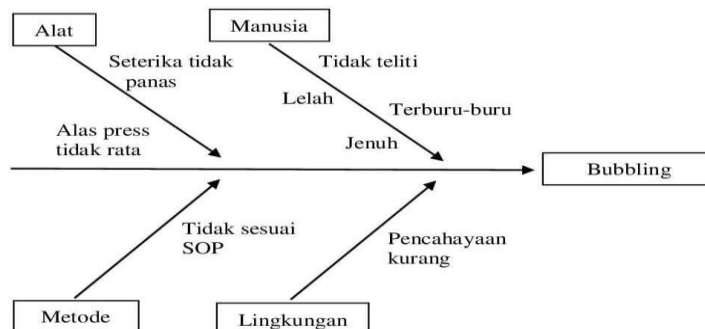 Alat
Manusia
Seterika tidak
panas
Tidak teliti
Lelah
Terburu-buru
Alas press
tidak rata
Jenuh
Bubbling
Tidak sesuai
SOP
Pencahayaan
kurang
Metode
Lingkungan